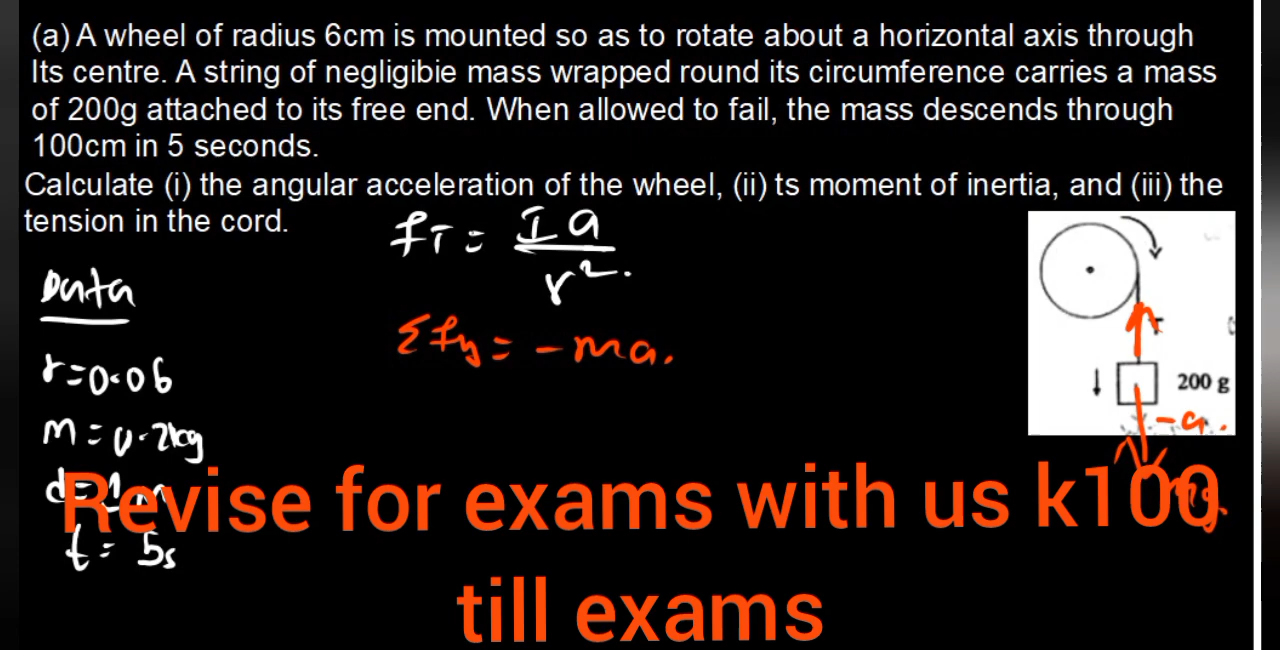 (a) A wheel of radius 6cm is mounted so as to rotate about a horizontal axis through
Its centre. A string of negligibie mass wrapped round its circumference carries a mass
of 200g attached to its free end. When allowed to fail, the mass descends through
100cm in 5 seconds.
Calculate (i) the angular acceleration of the wheel, (ii) ts moment of inertia, and (iii) the
tension in the cord.
fT = Ia
r².
Data
Σfy = -ma.
r=0.06
T
200 g
m = 0.2kg
-a.
d=1m
mg
Revise for exams with us k100
t = 5s
till exams